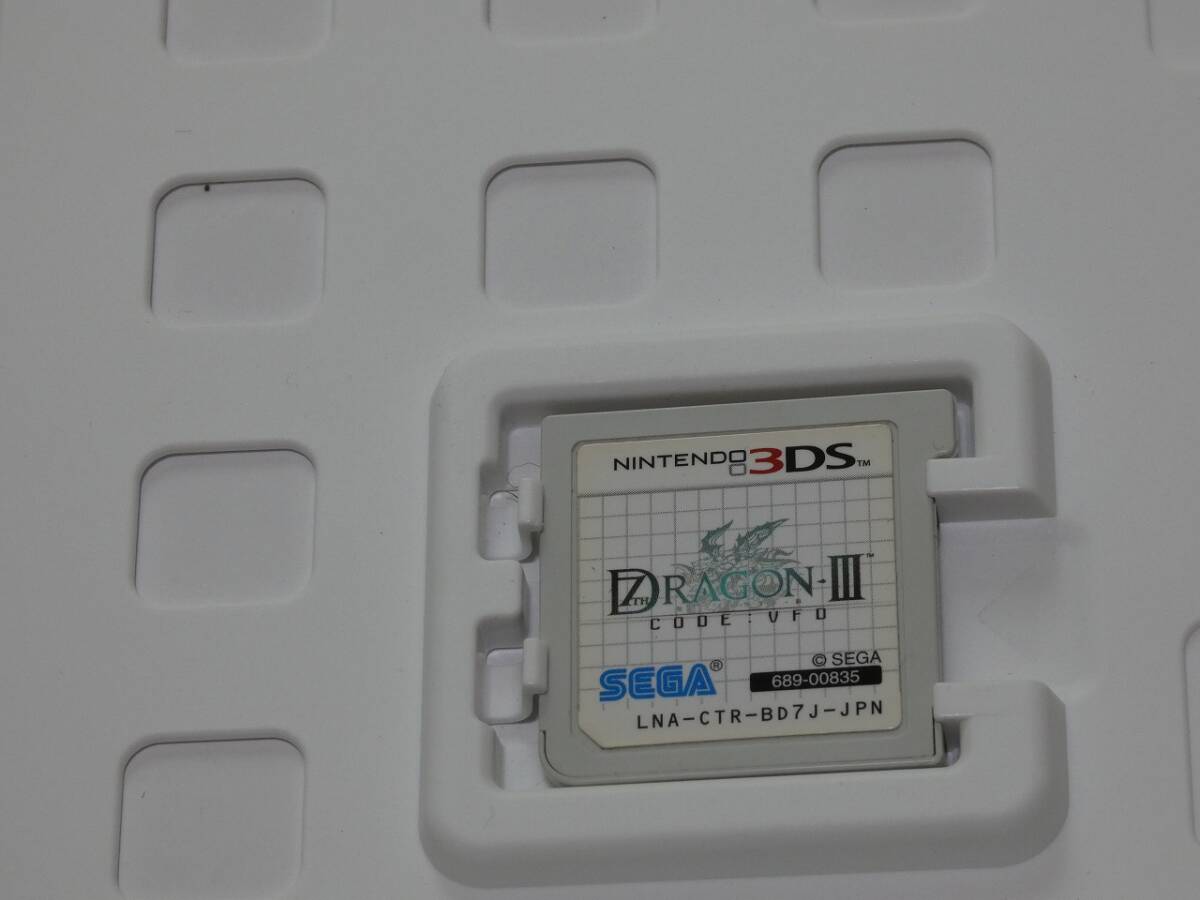 NINTENDO 3DS™
7TH DRAGON-III™
CODE:VFD
SEGA®
© SEGA
689-00835
LNA-CTR-BD7J-JPN